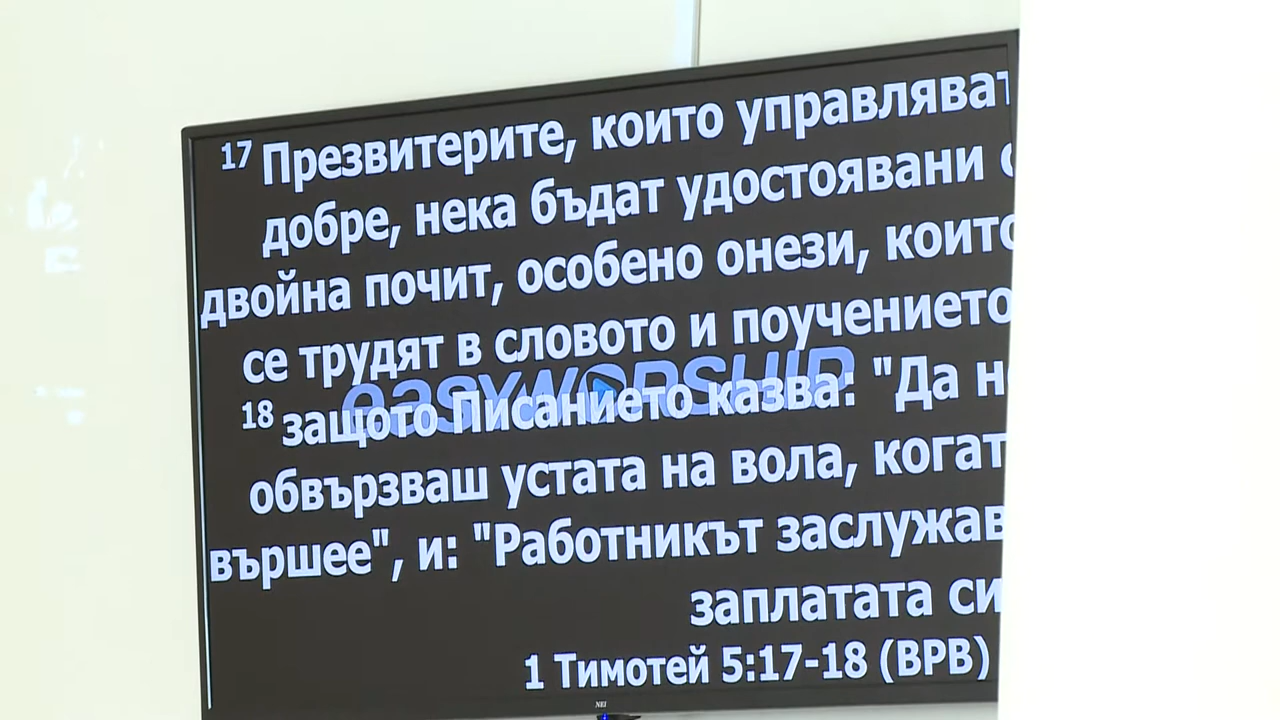 17 Презвитерите, които управляват
добре, нека бъдат удостоявани с
двойна почит, особено онези, които
се трудят в словото и поучението
easyworship
18 защото Писанието казва: "Да не
обвързваш устата на вола, когат
вършее", и: "Работникът заслужав
заплатата си
1 Тимотей 5:17-18 (ВРВ)
NEI